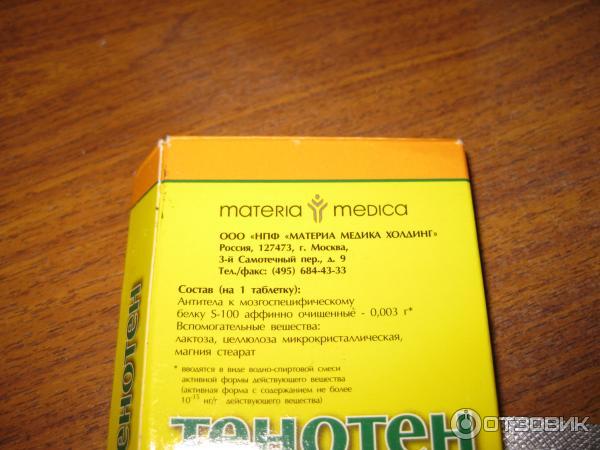 materia medica
ООО «НПФ «МАТЕРИА МЕДИКА ХОЛДИНГ»
Россия, 127473, г. Москва,
3-й Самотечный пер., д. 9
Тел./факс: (495) 684-43-33
Состав (на 1 таблетку):
Антитела к мозгоспецифическому
белку S-100 аффинно очищенные - 0,003 г*
Вспомогательные вещества:
лактоза, целлюлоза микрокристаллическая,
магния стеарат
* вводятся в виде водно-спиртовой смеси
активной формы действующего вещества
(активная форма с содержанием не более
10⁻¹⁵ нг/г действующего вещества)
тенотен
ТЕНОТЕН
ОТЗОВИК